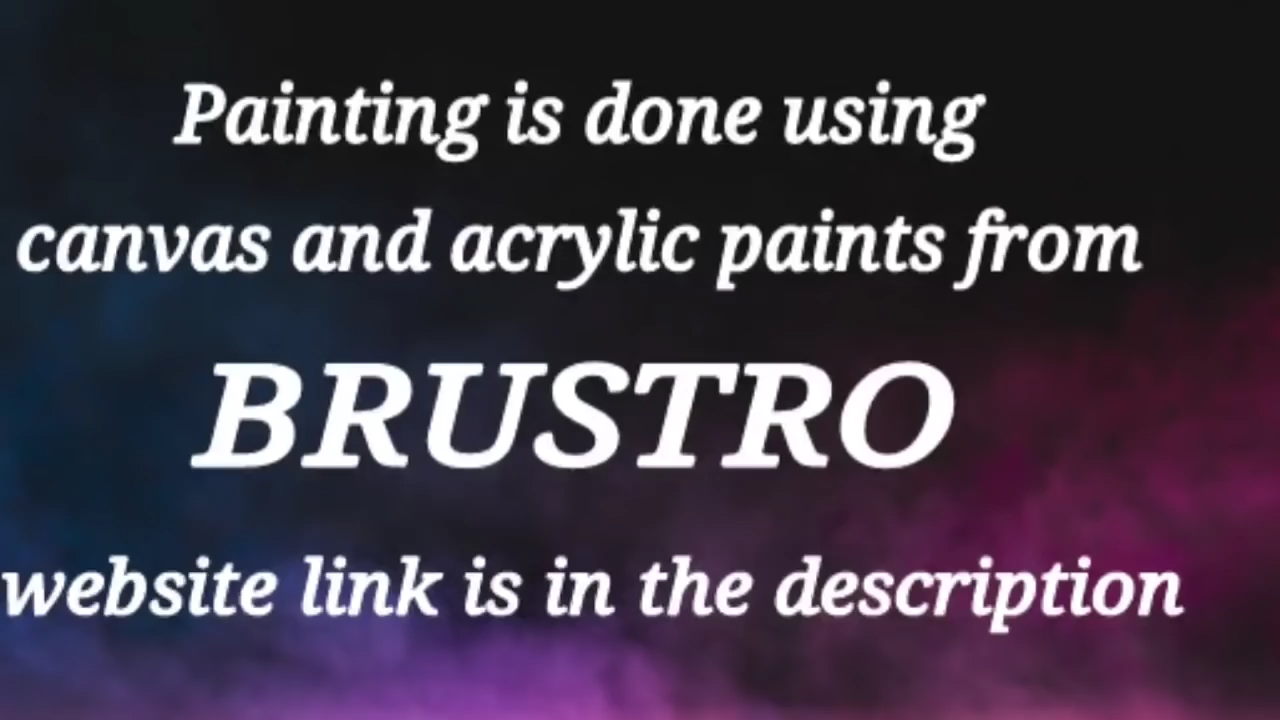 Painting is done using
canvas and acrylic paints from
BRUSTRO
website link is in the description